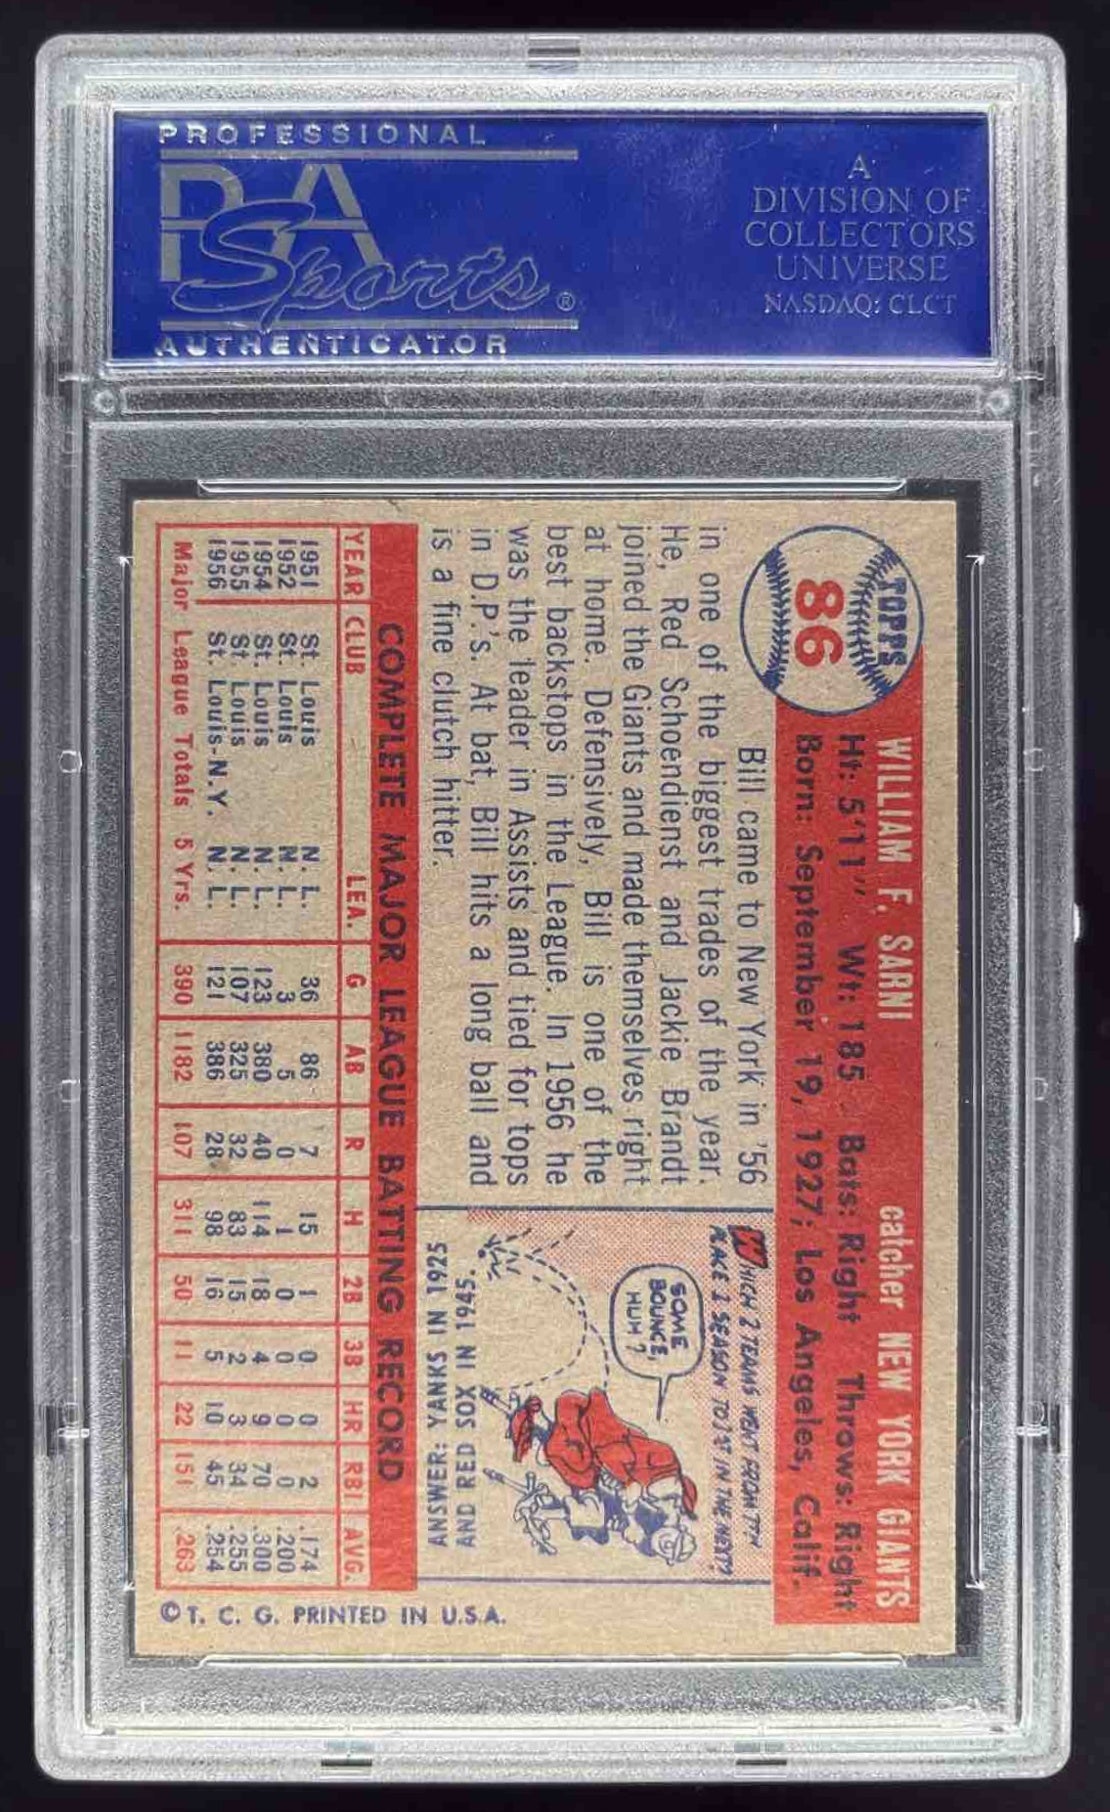 PROFESSIONAL
PSA
Sports®
AUTHENTICATOR
A
DIVISION OF
COLLECTORS
UNIVERSE
NASDAQ: CLCT
TOPPS
86
WILLIAM F. SARNI catcher NEW YORK GIANTS
Ht: 5'11" Wt: 185 Bats: Right Throws: Right
Born: September 19, 1927; Los Angeles, Calif.
Bill came to New York in '56
in one of the biggest trades of the year.
He, Red Schoendienst and Jackie Brandt
joined the Giants and made themselves right
at home. Defensively, Bill is one of the
best backstops in the League. In 1956 he
was the leader in Assists and tied for tops
in D.P.'s. At bat, Bill hits a long ball and
is a fine clutch hitter.
WHICH 2 TEAMS WENT FROM 7TH
PLACE 1 SEASON TO 1ST IN THE NEXT?
SOME
BOUNCE,
HUH?
ANSWER: YANKS IN 1925
AND RED SOX IN 1945.
COMPLETE MAJOR LEAGUE BATTING RECORD
YEAR CLUB LEA. G AB R H 2B 3B HR RBI AVG.
1951 St. Louis N. L. 36 86 7 15 1 0 0 2 .174
1952 St. Louis N. L. 3 5 0 1 0 0 0 0 .200
1954 St. Louis N. L. 123 380 40 114 18 4 9 70 .300
1955 St. Louis N. L. 107 325 32 83 15 2 3 34 .255
1956 St. Louis-N.Y. N. L. 121 386 28 98 16 5 10 45 .254
Major League Totals 5 Yrs. 390 1182 107 311 50 11 22 151 .263
© T. C. G. PRINTED IN U.S.A.